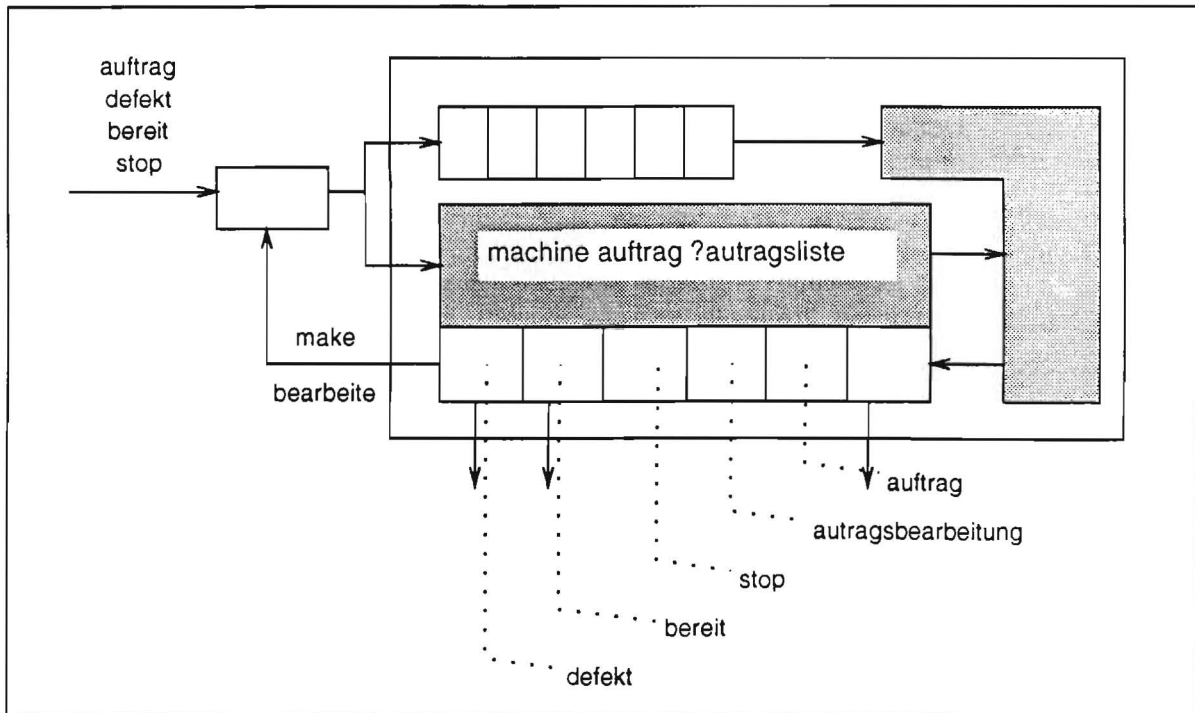 auftrag
defekt
bereit
stop
machine auftrag ?autragsliste
make
bearbeite
auftrag
autragsbearbeitung
stop
bereit
defekt